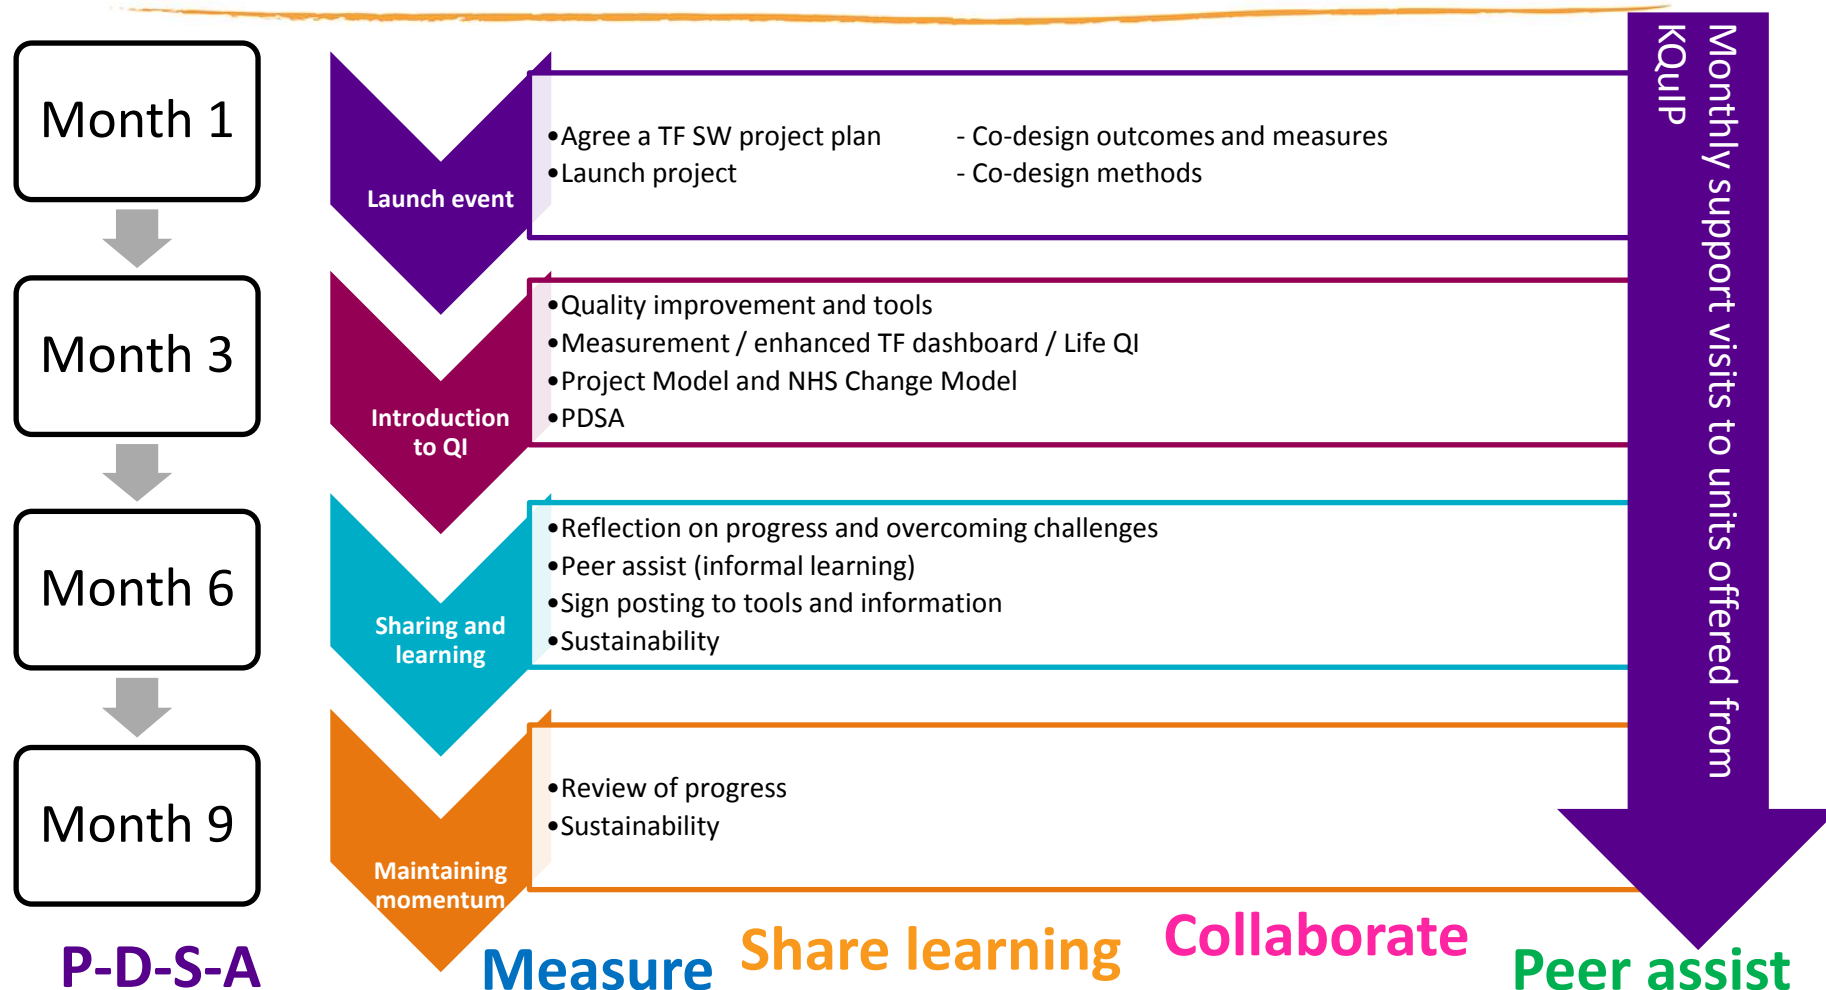 Month 1
Launch event
•Agree a TF SW project plan - Co-design outcomes and measures
•Launch project - Co-design methods
Month 3
Introduction
to QI
•Quality improvement and tools
•Measurement / enhanced TF dashboard / Life QI
•Project Model and NHS Change Model
•PDSA
Month 6
Sharing and
learning
•Reflection on progress and overcoming challenges
•Peer assist (informal learning)
•Sign posting to tools and information
•Sustainability
Month 9
Maintaining
momentum
•Review of progress
•Sustainability
Monthly support visits to units offered from
KQuIP
P-D-S-A
Measure
Share learning
Collaborate
Peer assist